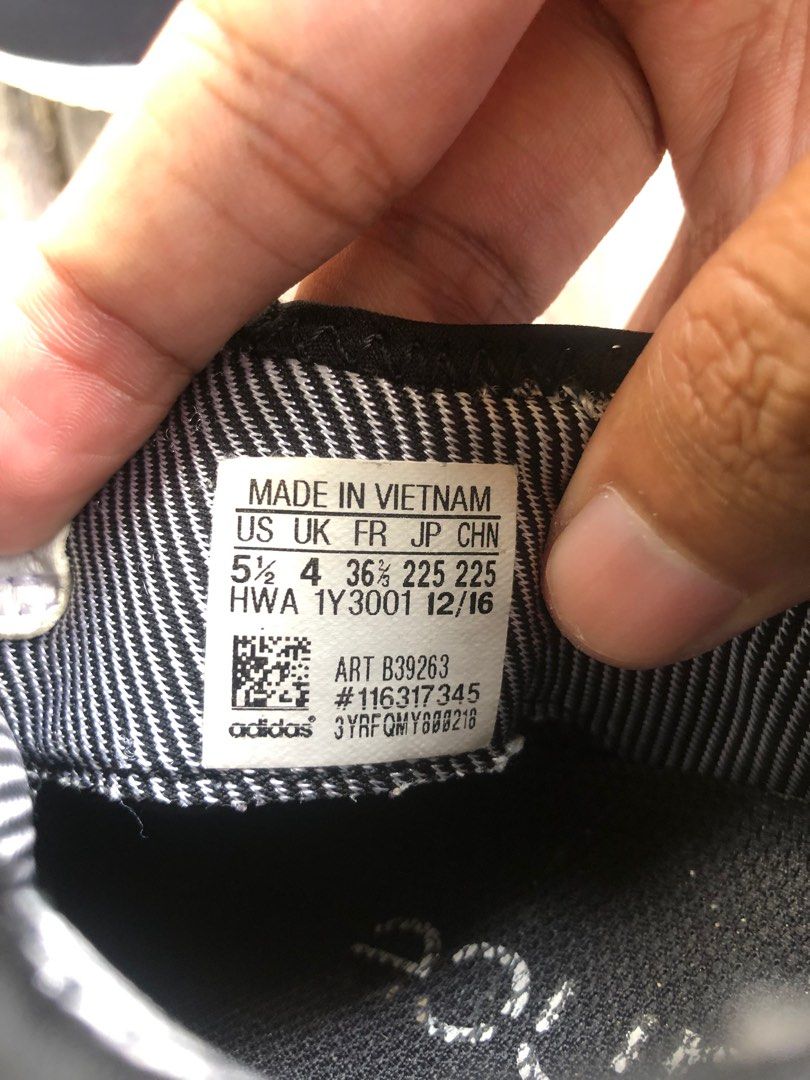 MADE IN VIETNAM
US UK FR JP CHN
5½ 4 36⅔ 225 225
HWA 1Y3001 12/16
ART B39263
#116317345
adidas® 3YRFQMY800218